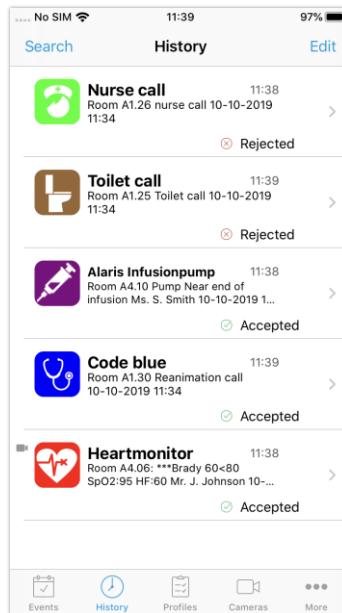 No SIM 11:39 97%
Search History Edit
Nurse call 11:38
Room A1.26 nurse call 10-10-2019
11:34
Rejected
Toilet call 11:39
Room A1.25 Toilet call 10-10-2019
11:34
Rejected
Alaris Infusionpump 11:38
Room A4.10 Pump Near end of
infusion Ms. S. Smith 10-10-2019 1...
Accepted
Code blue 11:39
Room A1.30 Reanimation call
10-10-2019 11:34
Accepted
Heartmonitor 11:38
Room A4.06: ***Brady 60<80
SpO2:95 HF:60 Mr. J. Johnson 10-...
Accepted
Events History Profiles Cameras More